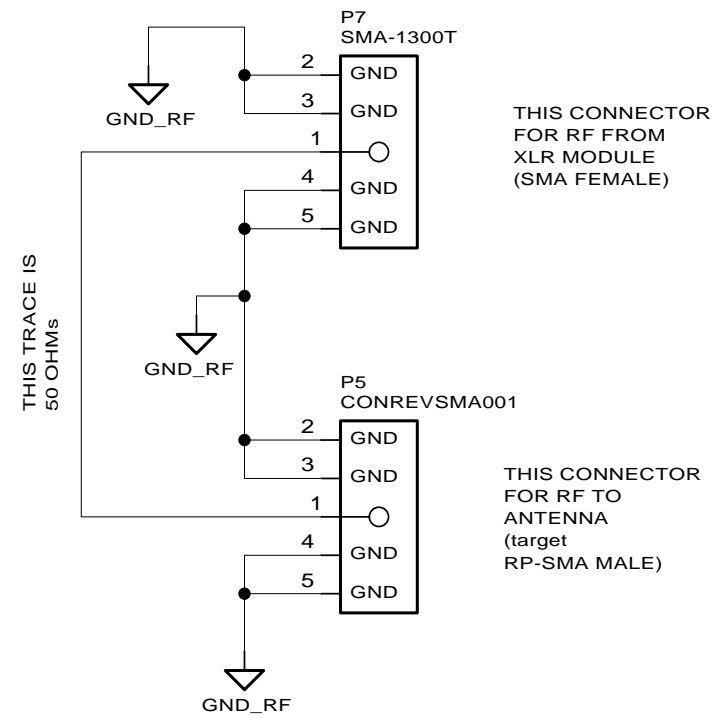 P7
SMA-1300T
2 GND
3 GND
1
4 GND
5 GND
GND_RF
THIS CONNECTOR
FOR RF FROM
XLR MODULE
(SMA FEMALE)
THIS TRACE IS
50 OHMs
GND_RF
P5
CONREVSMA001
2 GND
3 GND
1
4 GND
5 GND
THIS CONNECTOR
FOR RF TO
ANTENNA
(target
RP-SMA MALE)
GND_RF